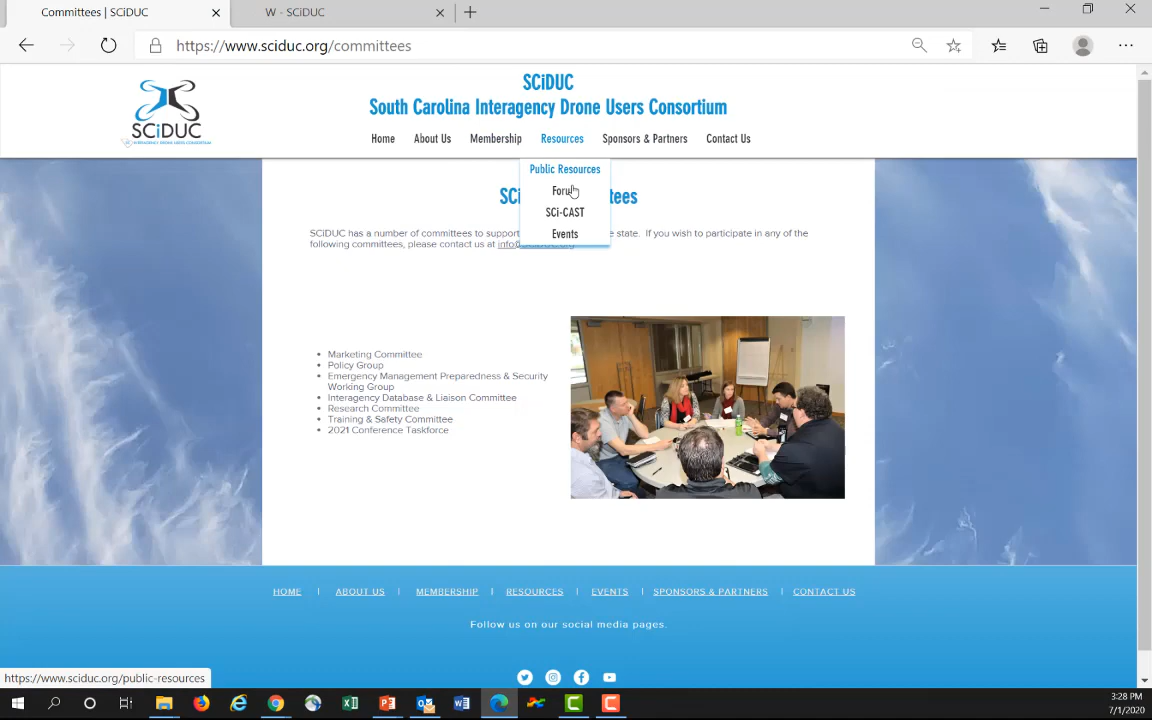 Committees | SCiDUC
W - SCiDUC
https://www.sciduc.org/committees
SCiDUC
South Carolina Interagency Drone Users Consortium
SCiDUC
INTERAGENCY DRONE USERS CONSORTIUM
Home About Us Membership Resources Sponsors & Partners Contact Us
Public Resources
SCi-CAST
Events
SCiDUC has a number of committees to support the state. If you wish to participate in any of the
following committees, please contact us at
Marketing Committee
Policy Group
Emergency Management Preparedness & Security
Working Group
Interagency Database & Liaison Committee
Research Committee
Training & Safety Committee
2021 Conference Taskforce
HOME | ABOUT US | MEMBERSHIP | RESOURCES | EVENTS | SPONSORS & PARTNERS | CONTACT US
Follow us on our social media pages.
https://www.sciduc.org/public-resources
3:28 PM
7/1/2020